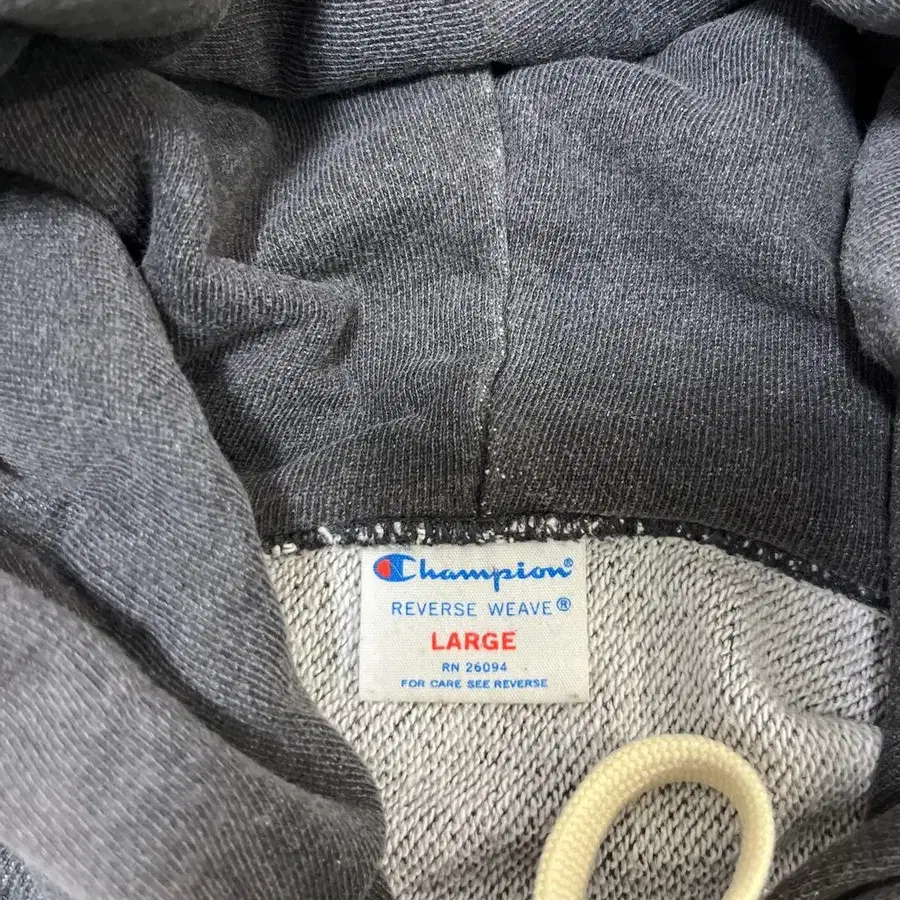 Champion®
REVERSE WEAVE®
LARGE
RN 26094
FOR CARE SEE REVERSE